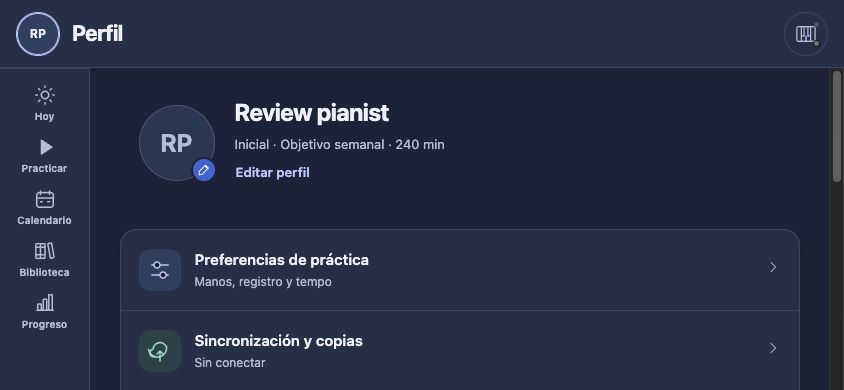 RP
Perfil
Hoy
Practicar
Calendario
Biblioteca
Progreso
RP
Review pianist
Inicial · Objetivo semanal · 240 min
Editar perfil
Preferencias de práctica
Manos, registro y tempo
Sincronización y copias
Sin conectar